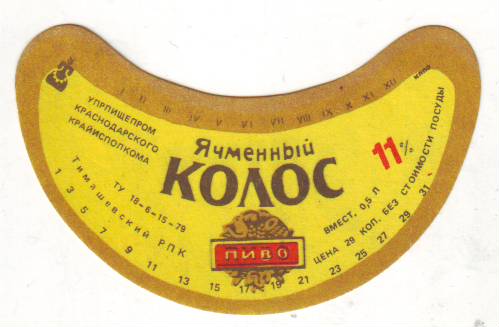 I II III IV V VI VII VIII IX X XI XII
УПРПИЩЕПРОМ
КРАСНОДАРСКОГО
КРАЙИСПОЛКОМА
Ячменный
КОЛОС
11%
ТУ 18-6-15-79
Тимашевский РПК
ПИВО
ВМЕСТ. 0,5 Л
ЦЕНА 29 КОП. БЕЗ СТОИМОСТИ ПОСУДЫ
1 3 5 7 9 11 13 15 17 19 21 23 25 27 29 31